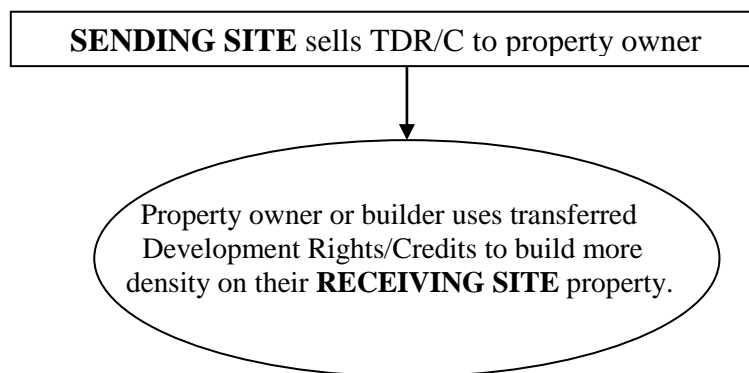 SENDING SITE sells TDR/C to property owner
Property owner or builder uses transferred
Development Rights/Credits to build more
density on their RECEIVING SITE property.